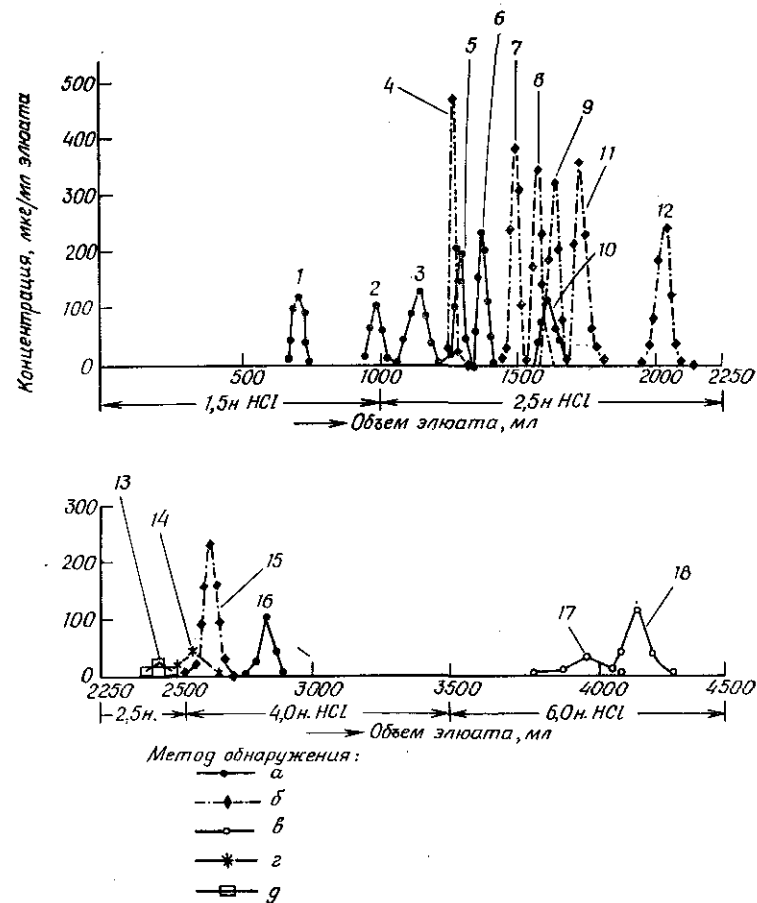 Концентрация, мкг/мл элюата
500
400
300
200
100
0
1
2
3
4
5
6
7
8
9
10
11
12
500 1000 1500 2000 2250
1,5н HCl 2,5н HCl
Объем элюата, мл
300
200
100
0
13
14
15
16
17
18
2250 2500 3000 3500 4000 4500
2,5н. 4,0н. HCl 6,0н. HCl
Объем элюата, мл
Метод обнаружения:
а
б
в
г
д